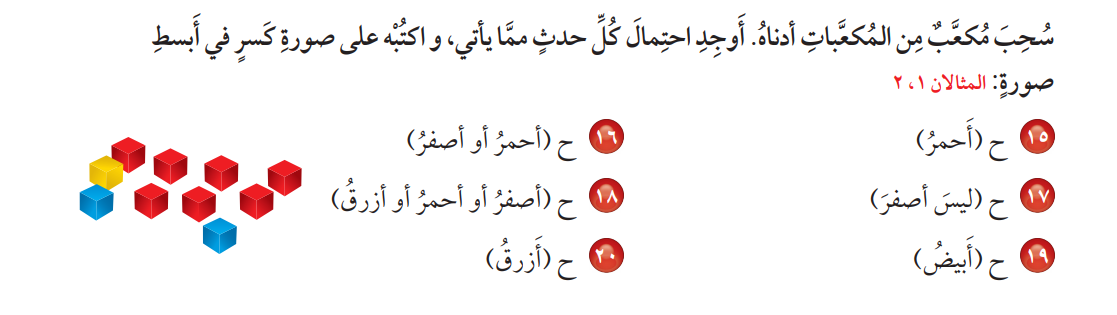 سُحِبَ مُكعَّبٌ مِن المُكعَّباتِ أدناهُ. أَوجِدِ احتِمالَ كُلِّ حدثٍ ممَّا يأتي، و اكتُبْه على صورةِ كَسرٍ في أَبسطِ
صورةٍ: المثالان ١، ٢
١٥ ح (أَحمرُ) ١٦ ح (أحمرُ أو أصفرُ)
١٧ ح (ليسَ أصفرَ) ١٨ ح (أصفرُ أو أحمرُ أو أزرقُ)
١٩ ح (أَبيضُ) ٢٠ ح (أَزرقُ)